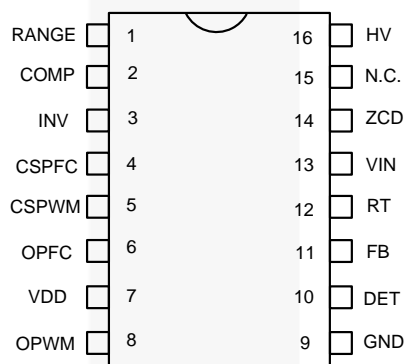 RANGE 1 16 HV
COMP 2 15 N.C.
INV 3 14 ZCD
CSPFC 4 13 VIN
CSPWM 5 12 RT
OPFC 6 11 FB
VDD 7 10 DET
OPWM 8 9 GND